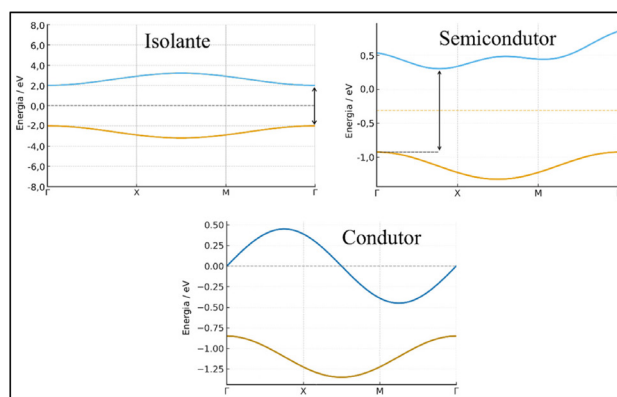 Isolante
Energia / eV
8,0
6,0
4,0
2,0
0,0
-2,0
-4,0
-6,0
-8,0
Γ X M Γ
Semicondutor
Energia / eV
0,5
0,0
-0,5
-1,0
Γ X M
Condutor
Energia / eV
0.50
0.25
0.00
−0.25
−0.50
−0.75
−1.00
−1.25
Γ X M Γ